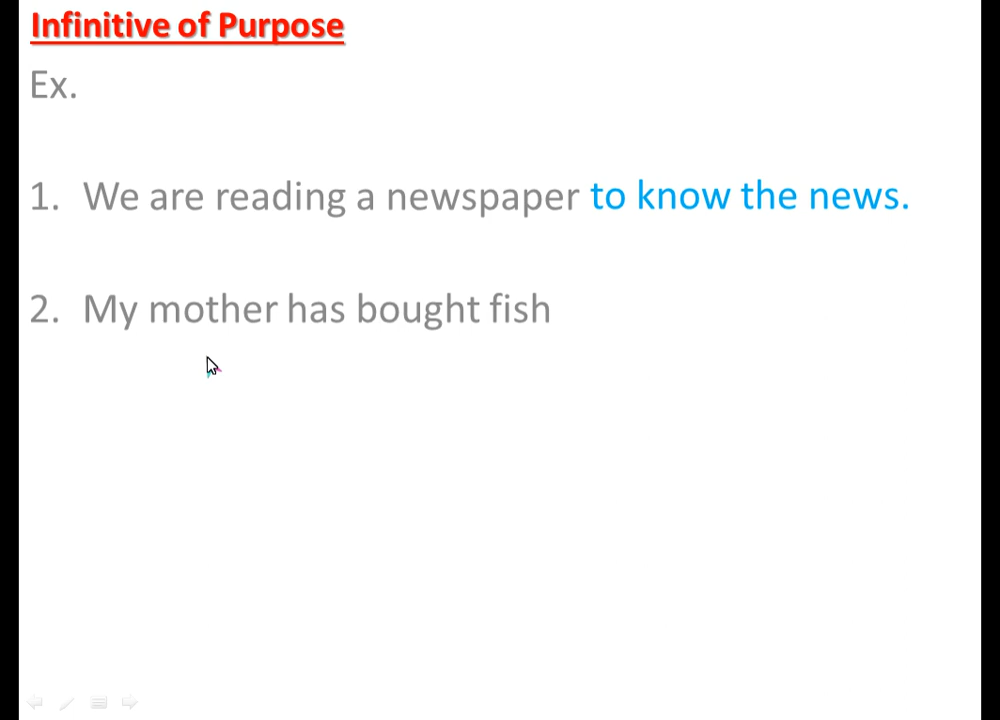 Infinitive of Purpose
Ex.
1. We are reading a newspaper to know the news.
2. My mother has bought fish